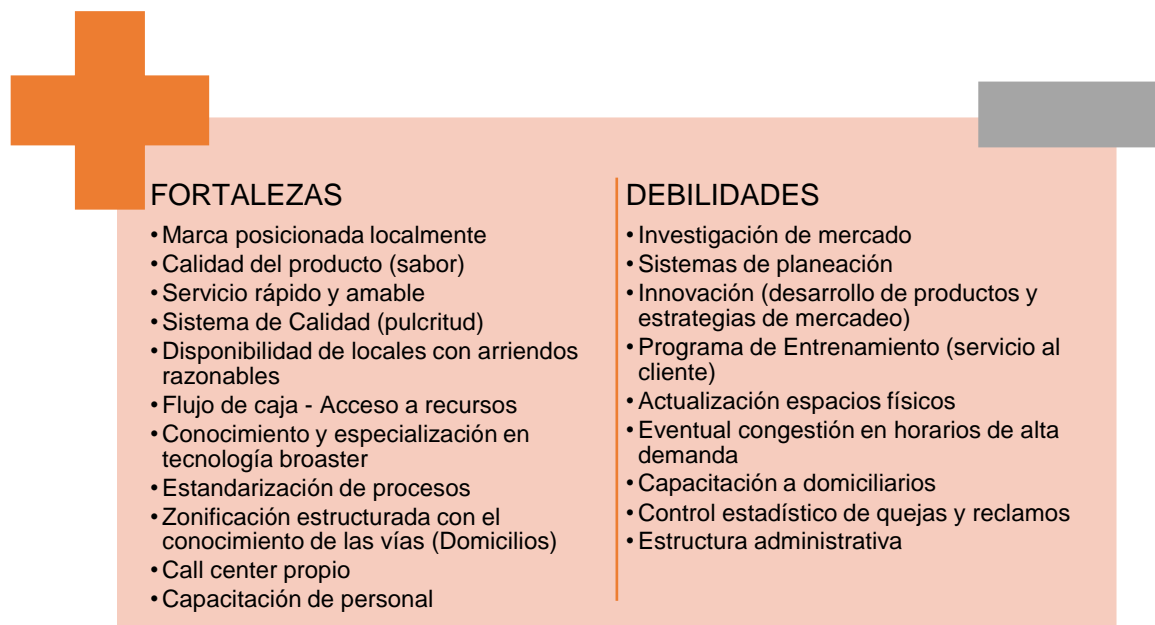 FORTALEZAS
• Marca posicionada localmente
• Calidad del producto (sabor)
• Servicio rápido y amable
• Sistema de Calidad (pulcritud)
• Disponibilidad de locales con arriendos
razonables
• Flujo de caja - Acceso a recursos
• Conocimiento y especialización en
tecnología broaster
• Estandarización de procesos
• Zonificación estructurada con el
conocimiento de las vías (Domicilios)
• Call center propio
• Capacitación de personal
DEBILIDADES
• Investigación de mercado
• Sistemas de planeación
• Innovación (desarrollo de productos y
estrategias de mercadeo)
• Programa de Entrenamiento (servicio al
cliente)
• Actualización espacios físicos
• Eventual congestión en horarios de alta
demanda
• Capacitación a domiciliarios
• Control estadístico de quejas y reclamos
• Estructura administrativa